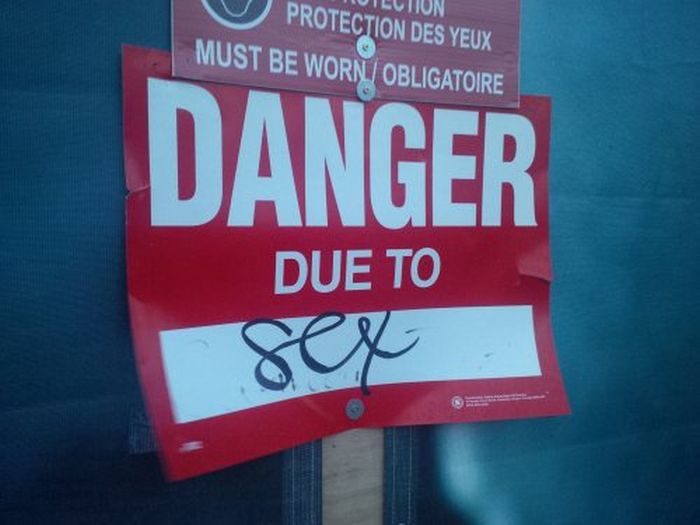 PROTECTION DES YEUX
MUST BE WORN / OBLIGATOIRE
DANGER
DUE TO
sex